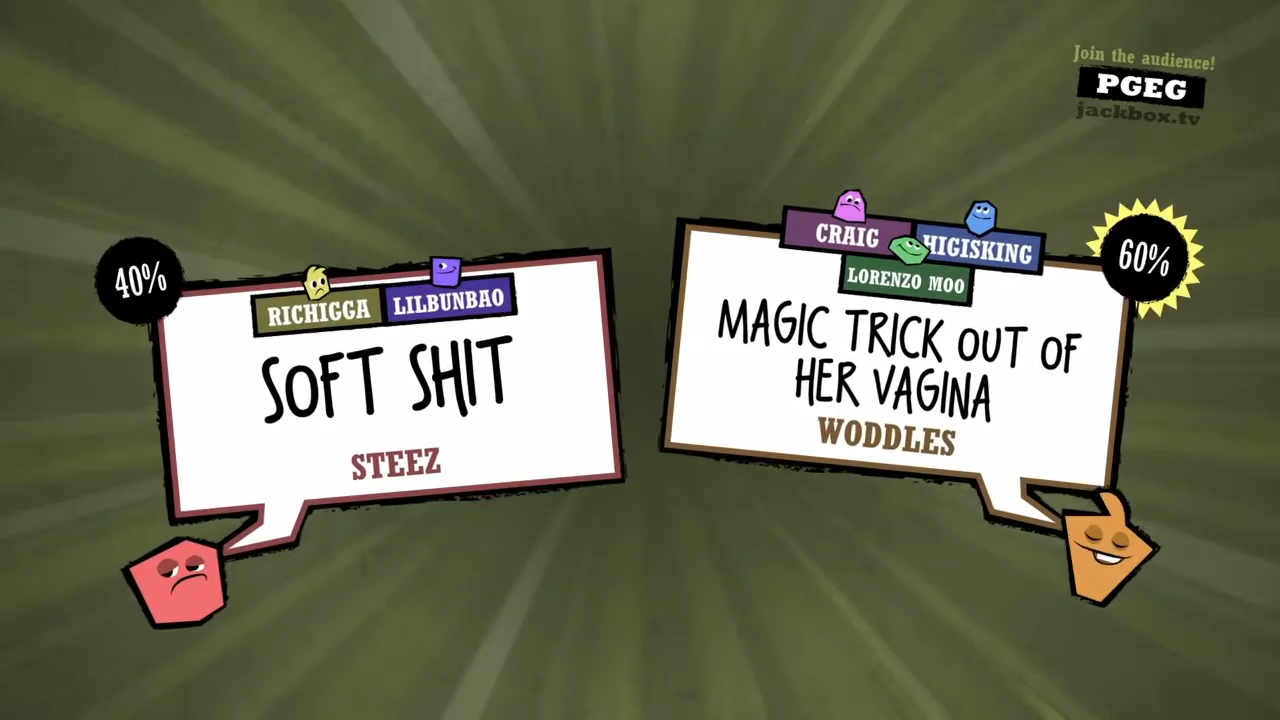 Join the audience!
PGEG
jackbox.tv
40%
RICHIGGA
LILBUNBAO
SOFT SHIT
STEEZ
CRAIG
HIGISKING
LORENZO MOO
60%
MAGIC TRICK OUT OF
HER VAGINA
WODDLES